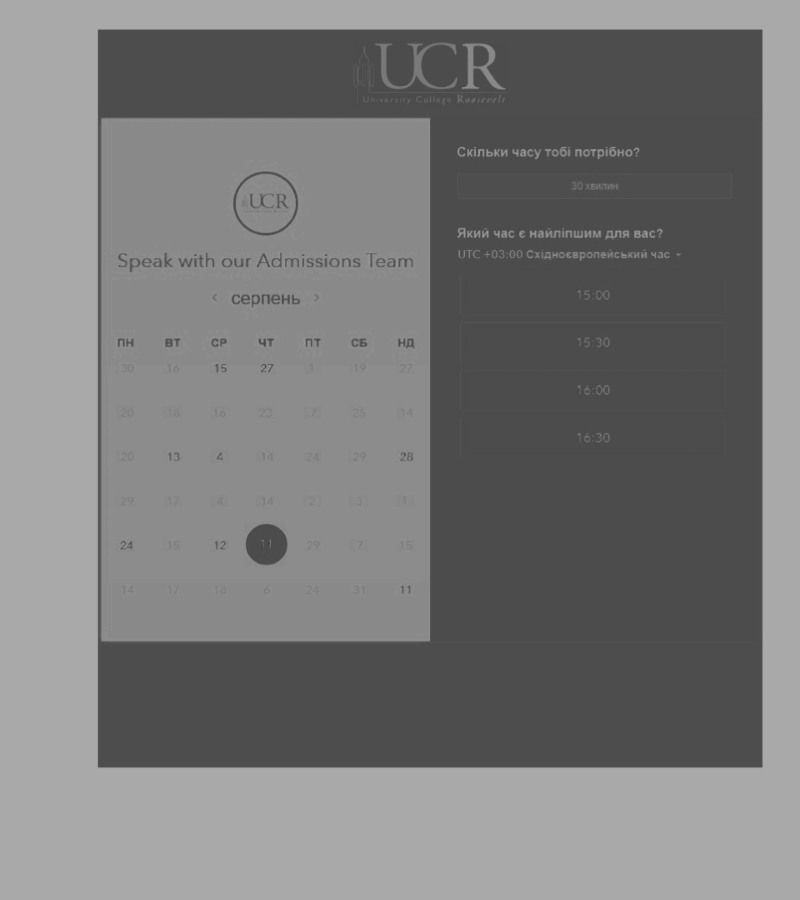 UCR
University College Roosevelt
UCR
Speak with our Admissions Team
< серпень >
ПН ВТ СР ЧТ ПТ СБ НД
30 16 15 27 1 19 27
20 18 16 23 7 25 14
20 13 4 14 24 29 28
29 17 4 14 2 3 1
24 15 12 11 29 7 15
14 17 18 6 24 31 11
Скільки часу тобі потрібно?
30 хвилин
Який час є найліпшим для вас?
UTC +03:00 Східноєвропейський час
15:00
15:30
16:00
16:30